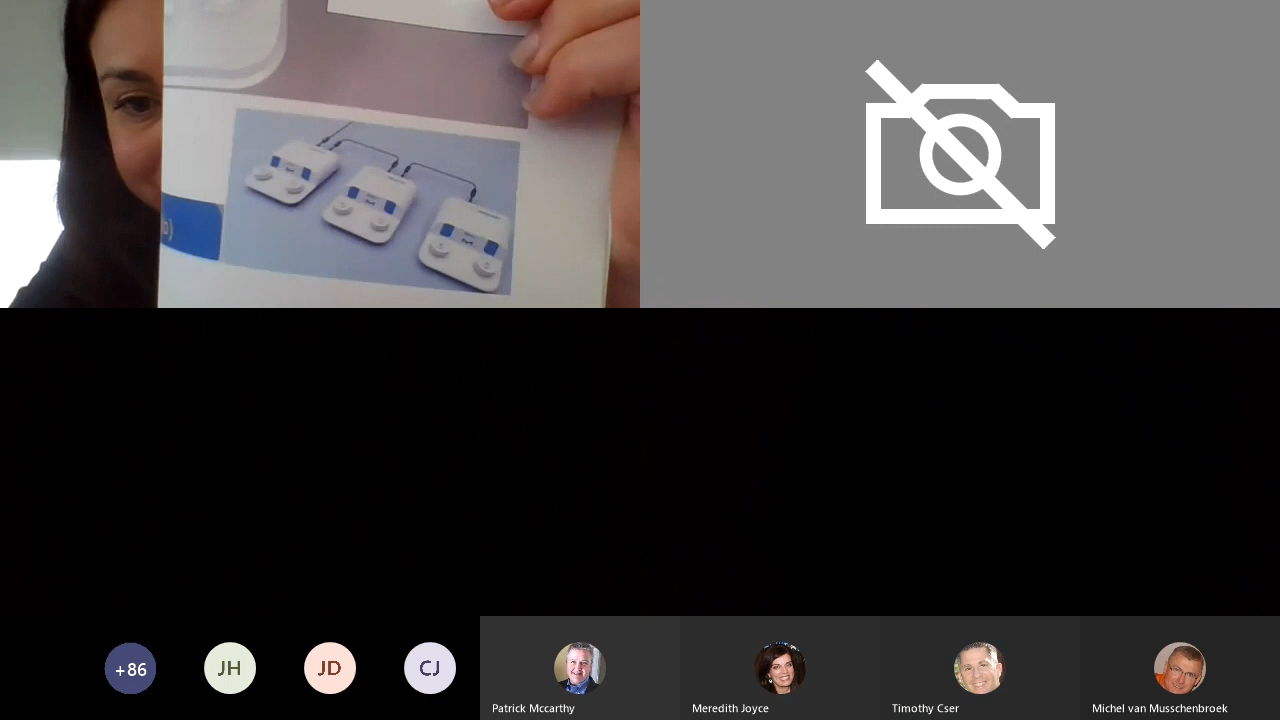 +86
JH
JD
CJ
Patrick Mccarthy
Meredith Joyce
Timothy Cser
Michel van Musschenbroek